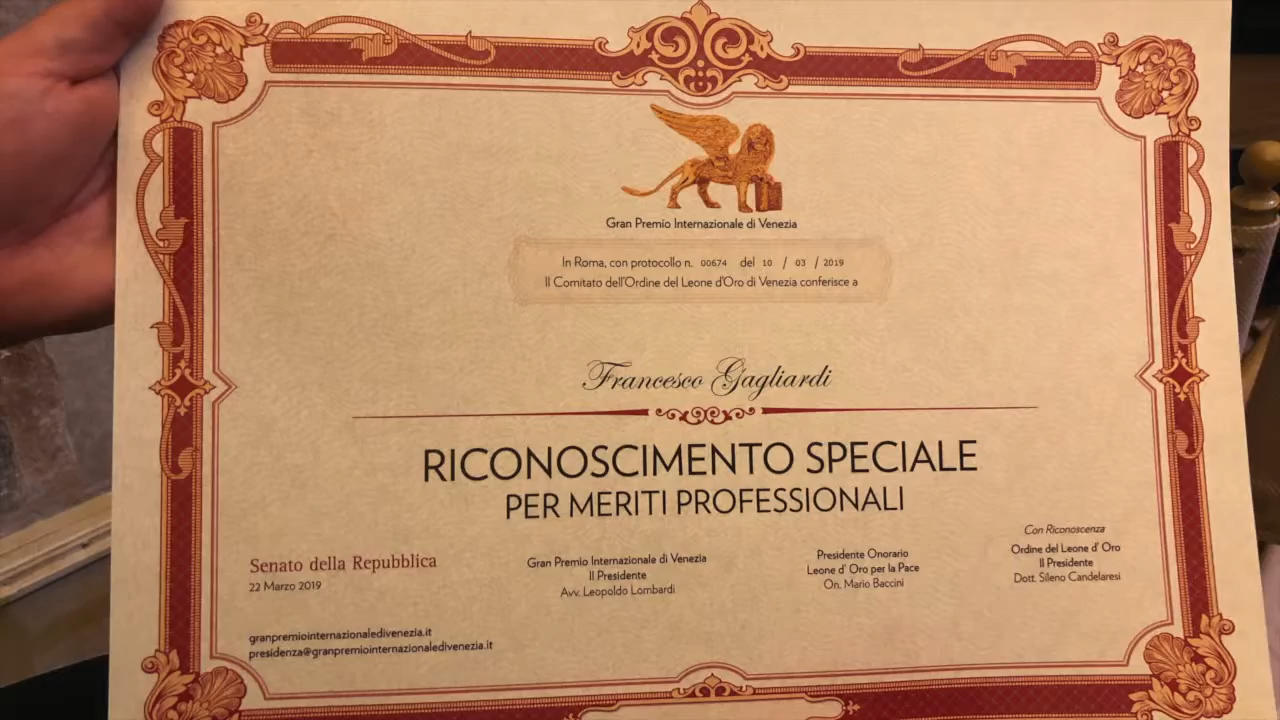 Gran Premio Internazionale di Venezia
In Roma, con protocollo n. 00674 del 10 / 03 / 2019
Il Comitato dell'Ordine del Leone d'Oro di Venezia conferisce a
Francesco Gagliardi
RICONOSCIMENTO SPECIALE
PER MERITI PROFESSIONALI
Senato della Repubblica
22 Marzo 2019
Gran Premio Internazionale di Venezia
Il Presidente
Avv. Leopoldo Lombardi
Presidente Onorario
Leone d' Oro per la Pace
On. Mario Baccini
Con Riconoscenza
Ordine del Leone d' Oro
Il Presidente
Dott. Sileno Candelaresi
granpremiointernazionaledivenezia.it
presidenza@granpremiointernazionaledivenezia.it